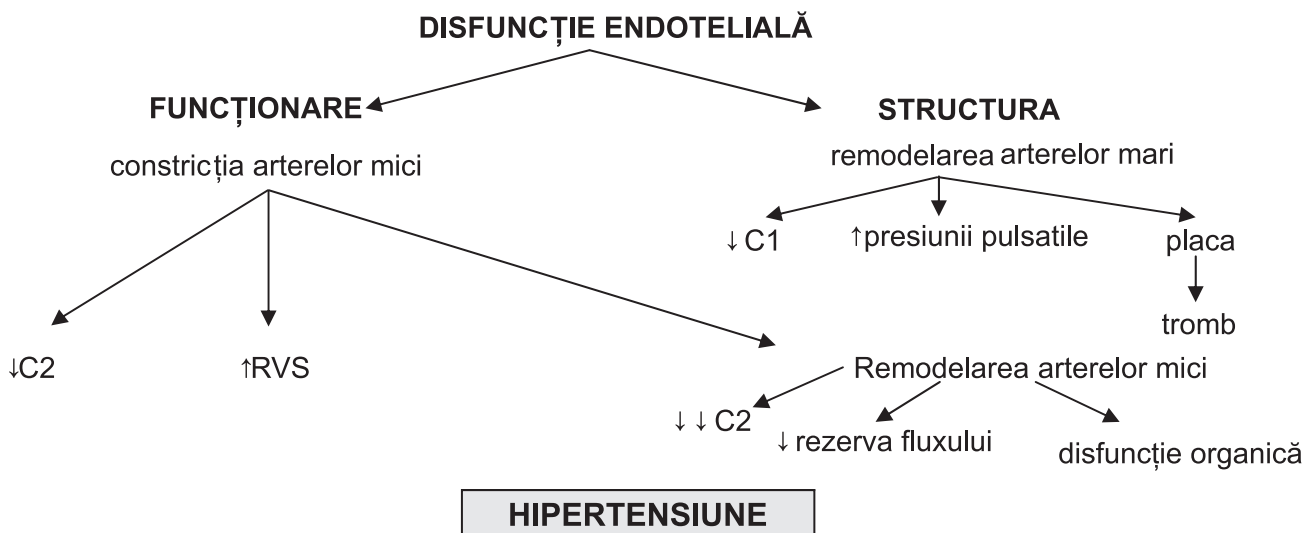 DISFUNCȚIE ENDOTELIALĂ
FUNCȚIONARE
STRUCTURA
constricția arterelor mici
remodelarea arterelor mari
↓C1
↑presiunii pulsatile
placa
tromb
↓C2
↑RVS
Remodelarea arterelor mici
↓↓C2
↓rezerva fluxului
disfuncție organică
HIPERTENSIUNE